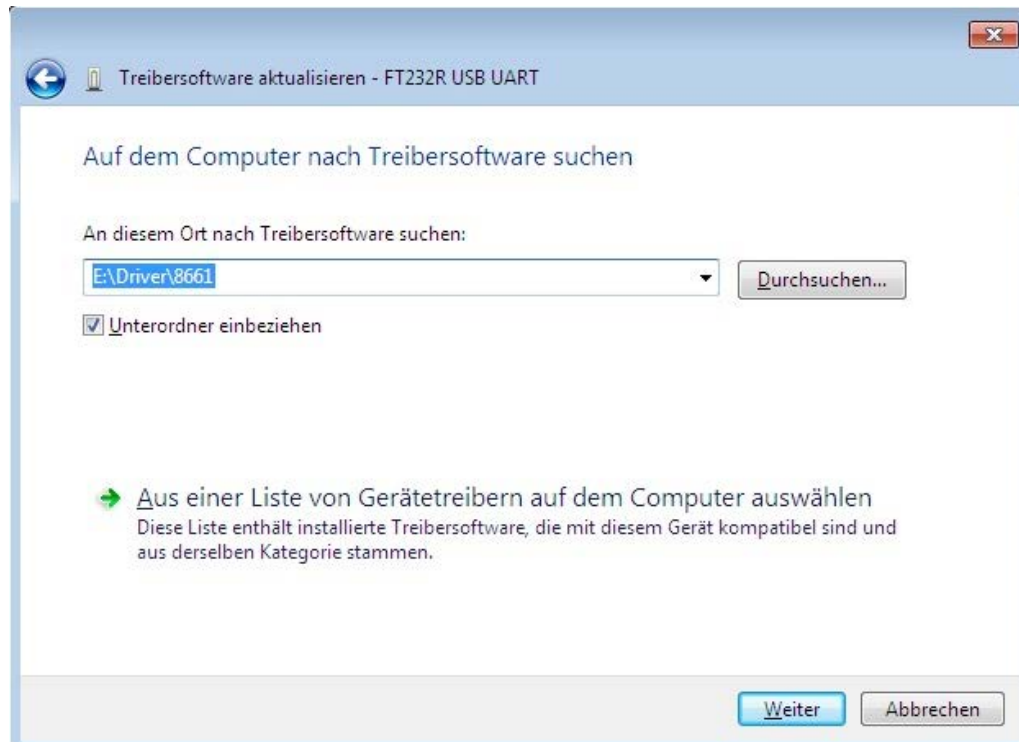 Treibersoftware aktualisieren - FT232R USB UART
Auf dem Computer nach Treibersoftware suchen
An diesem Ort nach Treibersoftware suchen:
E:\Driver\8661
Durchsuchen...
Unterordner einbeziehen
Aus einer Liste von Gerätetreibern auf dem Computer auswählen
Diese Liste enthält installierte Treibersoftware, die mit diesem Gerät kompatibel sind und
aus derselben Kategorie stammen.
Weiter
Abbrechen